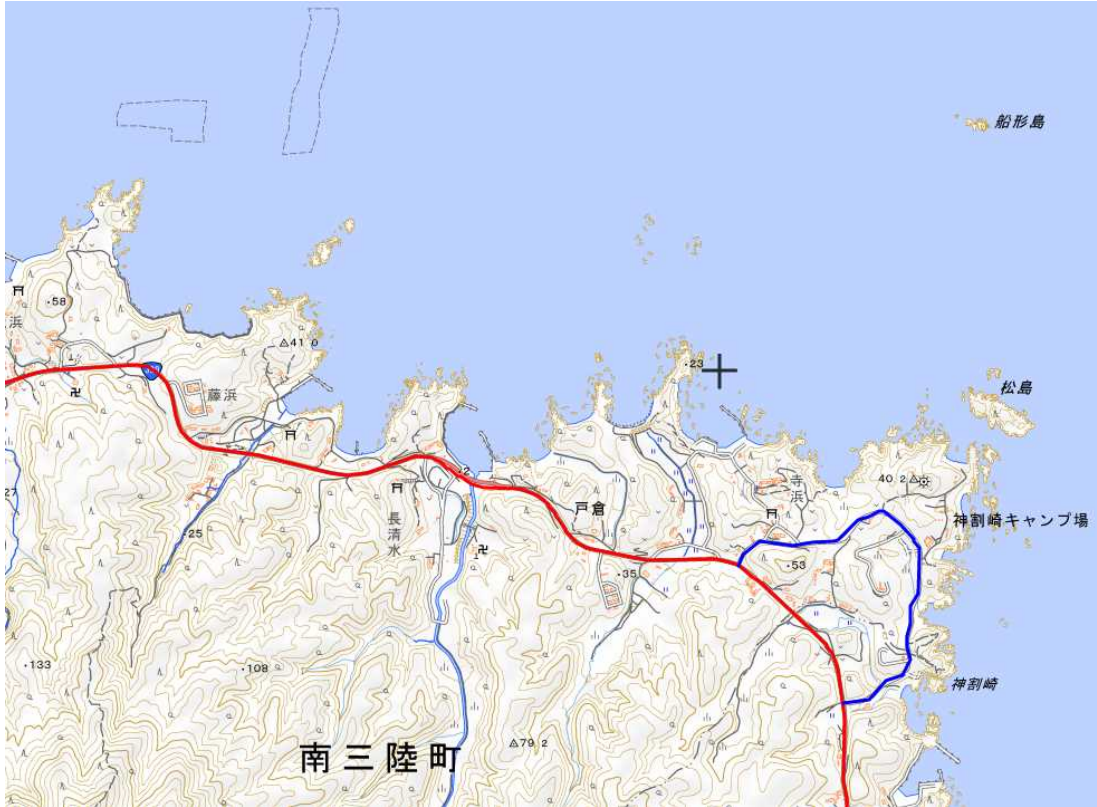 船形島
松島
・58
浜
△41 0
・23
藤浜
・2
寺浜
40 2△
長清水
戸倉
神割崎キャンプ場
27
・25
・53
・35
・133
・108
神割崎
△79 2
南三陸町